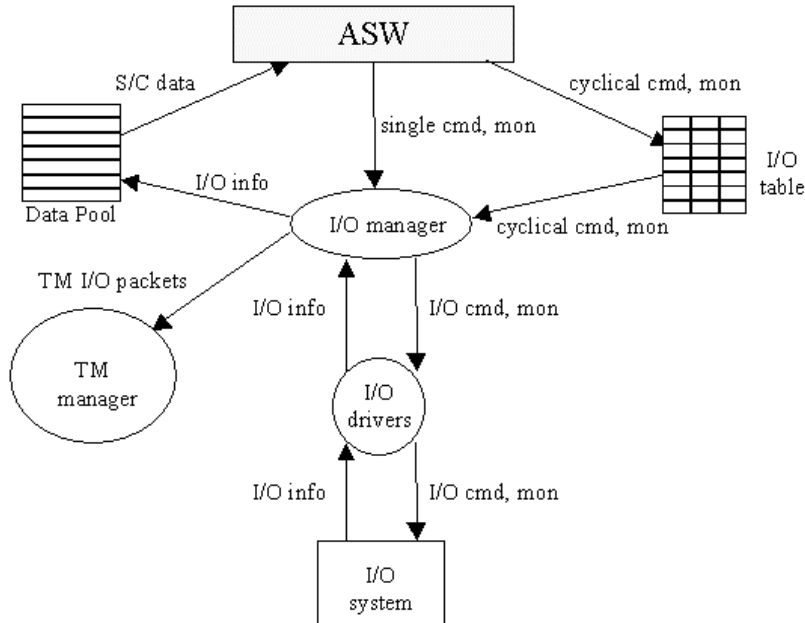 ASW
S/C data
cyclical cmd, mon
single cmd, mon
I/O
table
I/O info
Data Pool
I/O manager
cyclical cmd, mon
TM I/O packets
I/O info
I/O cmd, mon
TM
manager
I/O
drivers
I/O info
I/O cmd, mon
I/O
system